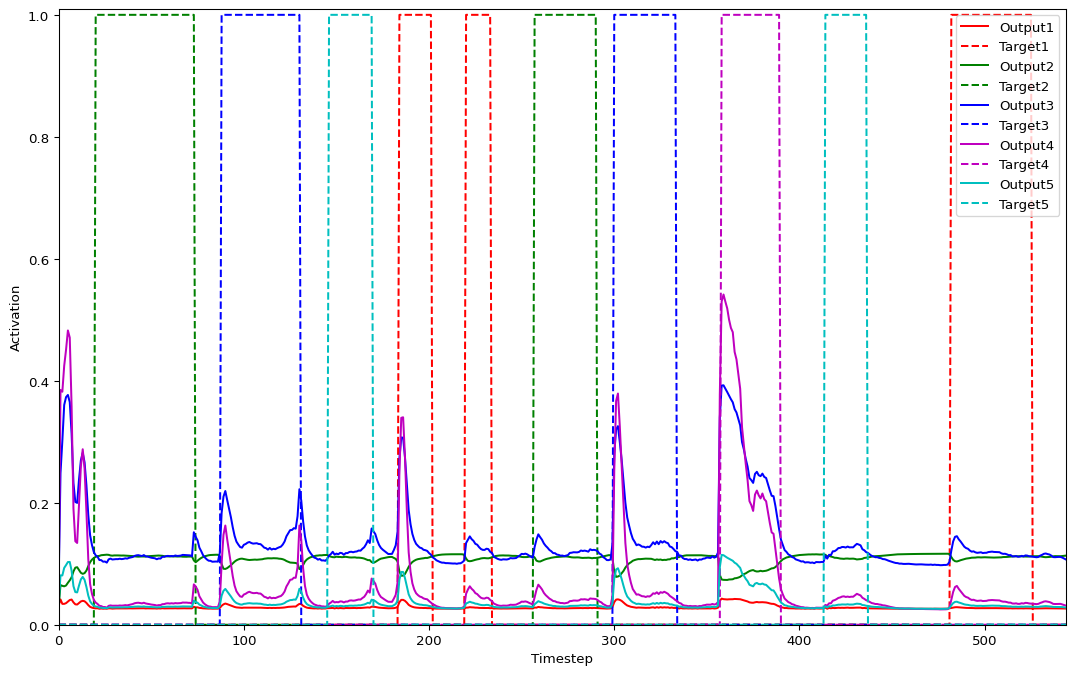 1.0
0.8
0.6
0.4
0.2
0.0
Activation
0
100
200
300
400
500
Timestep
Output1
Target1
Output2
Target2
Output3
Target3
Output4
Target4
Output5
Target5